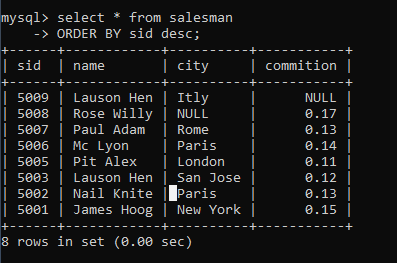 mysql> select * from salesman
    -> ORDER BY sid desc;
+------+------------+-----------+-----------+
| sid  | name       | city      | commition |
+------+------------+-----------+-----------+
| 5009 | Lauson Hen | Itly      |      NULL |
| 5008 | Rose Willy | NULL      |      0.17 |
| 5007 | Paul Adam  | Rome      |      0.13 |
| 5006 | Mc Lyon    | Paris     |      0.14 |
| 5005 | Pit Alex   | London    |      0.11 |
| 5003 | Lauson Hen | San Jose  |      0.12 |
| 5002 | Nail Knite | Paris     |      0.13 |
| 5001 | James Hoog | New York  |      0.15 |
+------+------------+-----------+-----------+
8 rows in set (0.00 sec)